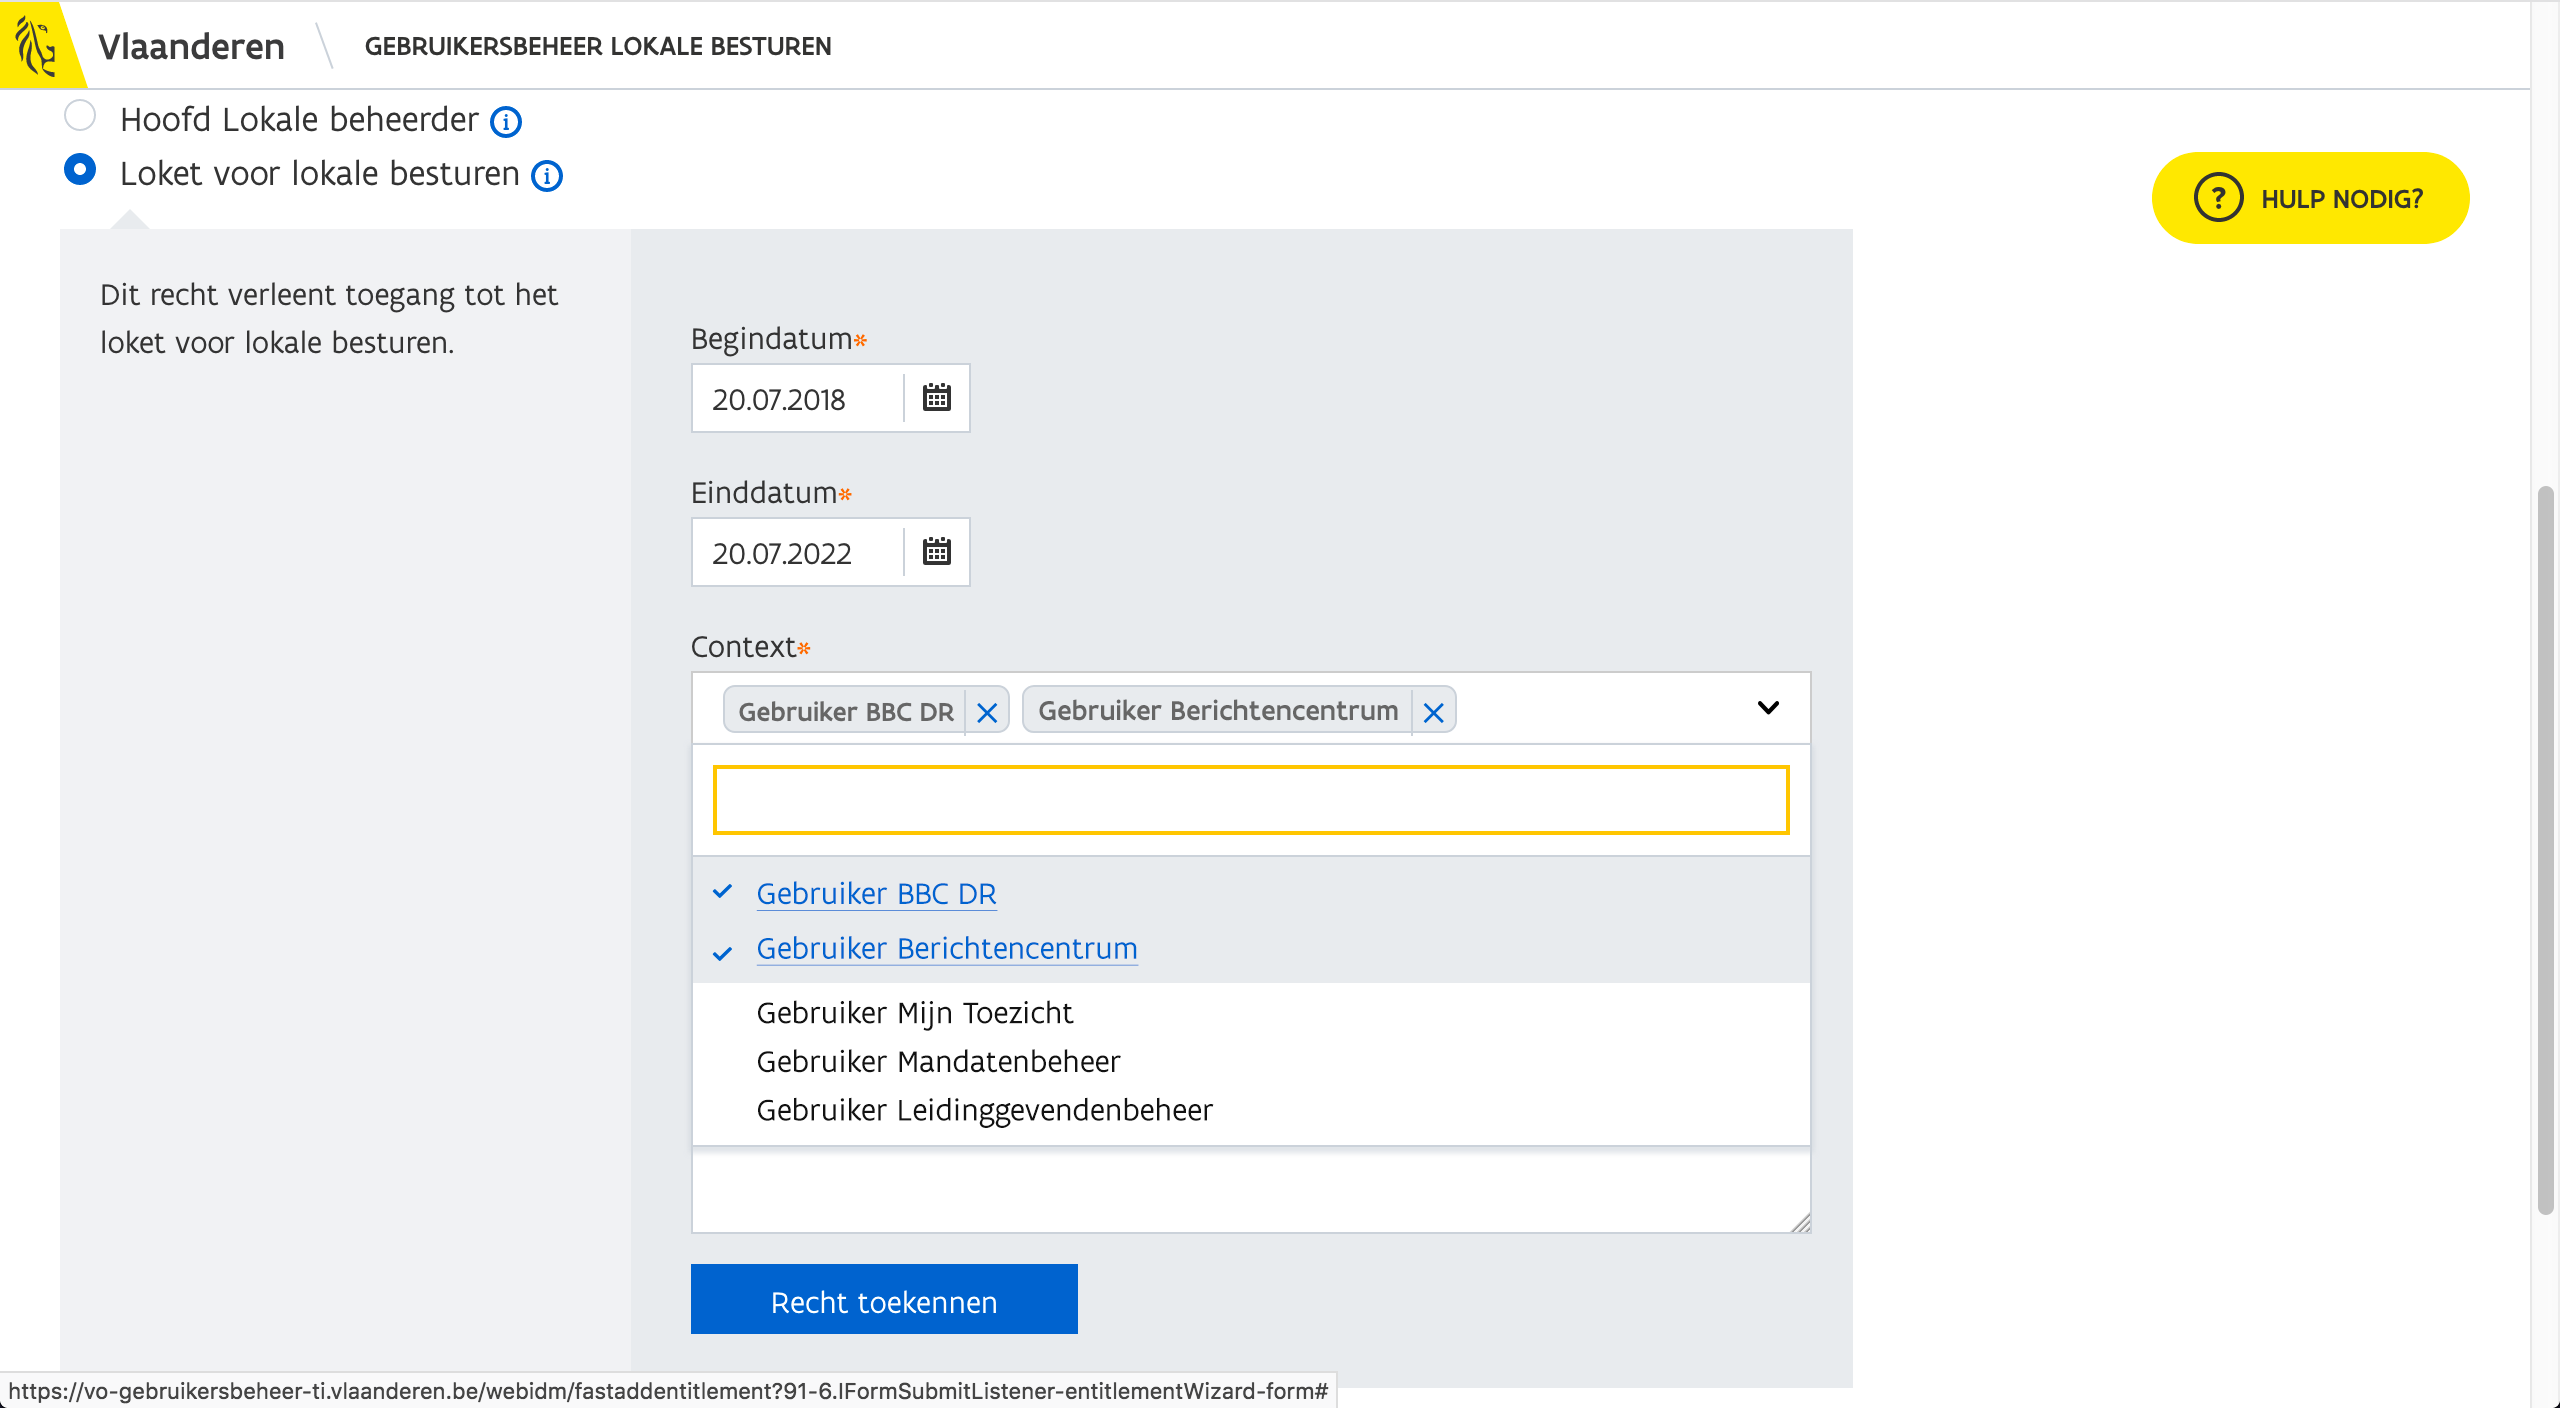 Vlaanderen
GEBRUIKERSBEHEER LOKALE BESTUREN
Hoofd Lokale beheerder
Loket voor lokale besturen
HULP NODIG?
Dit recht verleent toegang tot het
loket voor lokale besturen.
Begindatum*
20.07.2018
Einddatum*
20.07.2022
Context*
Gebruiker BBC DR
Gebruiker Berichtencentrum
Gebruiker BBC DR
Gebruiker Berichtencentrum
Gebruiker Mijn Toezicht
Gebruiker Mandatenbeheer
Gebruiker Leidinggevendenbeheer
Recht toekennen
https://vo-gebruikersbeheer-ti.vlaanderen.be/webidm/fastaddentitlement?91-6.IFormSubmitListener-entitlementWizard-form#